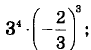 3⁴ · (−2/3)³;